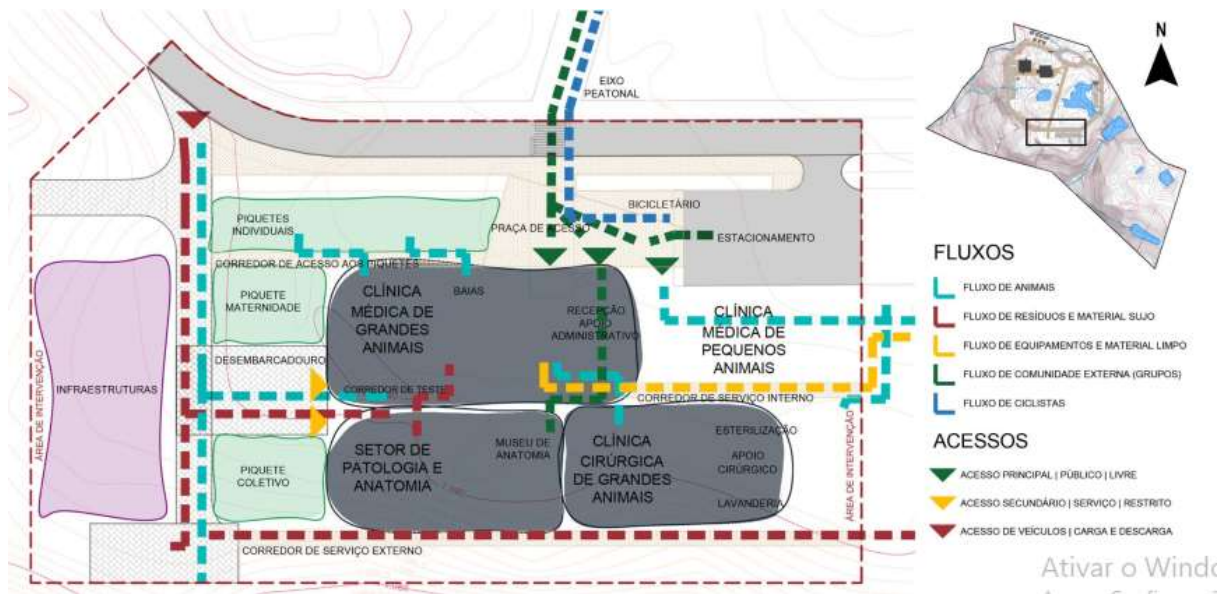 EIXO
PEATONAL
N
PIQUETES
INDIVIDUAIS
BICICLETÁRIO
PRAÇA DE ACESSO
ESTACIONAMENTO
CORREDOR DE ACESSO AOS PIQUETES
CLÍNICA
MÉDICA DE
GRANDES
ANIMAIS
BAIAS
PIQUETE
MATERNIDADE
RECEPÇÃO
APOIO
ADMINISTRATIVO
CLÍNICA
MÉDICA DE
PEQUENOS
ANIMAIS
DESEMBARCADOURO
INFRAESTRUTURAS
ÁREA DE INTERVENÇÃO
CORREDOR DE TESTE
CORREDOR DE SERVIÇO INTERNO
SETOR DE
PATOLOGIA E
ANATOMIA
MUSEU DE
ANATOMIA
CLÍNICA
CIRÚRGICA
DE GRANDES
ANIMAIS
ESTERILIZAÇÃO
APOIO
CIRÚRGICO
LAVANDERIA
PIQUETE
COLETIVO
ÁREA DE INTERVENÇÃO
CORREDOR DE SERVIÇO EXTERNO
FLUXOS
FLUXO DE ANIMAIS
FLUXO DE RESÍDUOS E MATERIAL SUJO
FLUXO DE EQUIPAMENTOS E MATERIAL LIMPO
FLUXO DE COMUNIDADE EXTERNA (GRUPOS)
FLUXO DE CICLISTAS
ACESSOS
ACESSO PRINCIPAL | PÚBLICO | LIVRE
ACESSO SECUNDÁRIO | SERVIÇO | RESTRITO
ACESSO DE VEÍCULOS | CARGA E DESCARGA
Ativar o Windo